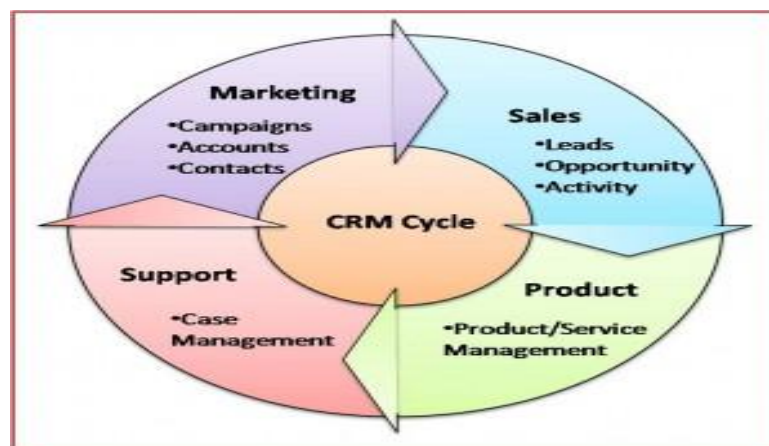 Marketing
•Campaigns
•Accounts
•Contacts
Sales
•Leads
•Opportunity
•Activity
CRM Cycle
Product
•Product/Service
Management
Support
•Case
Management